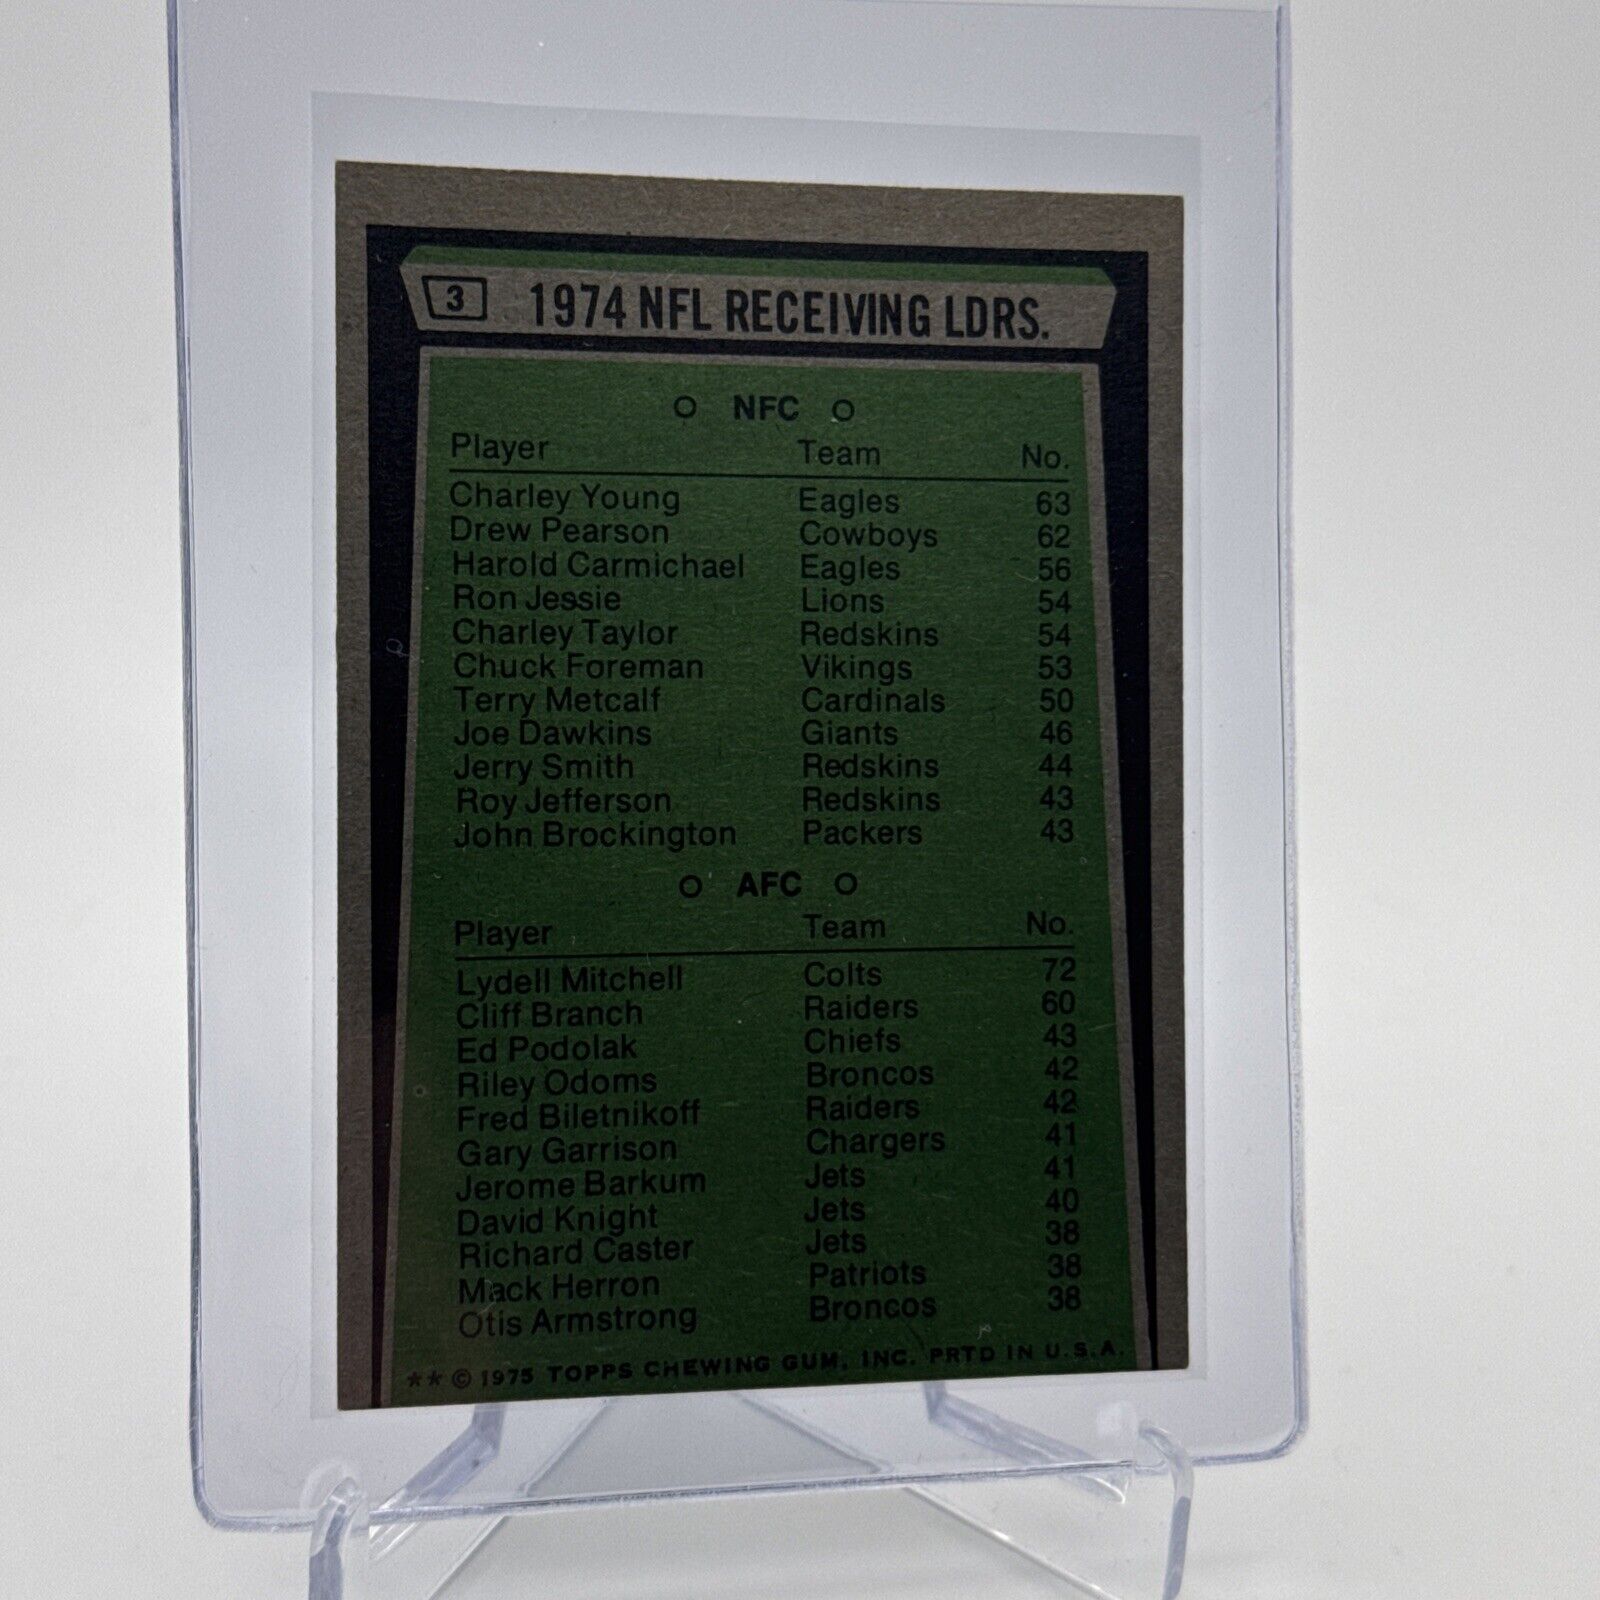 3 1974 NFL RECEIVING LDRS.
NFC
Player Team No.
Charley Young Eagles 63
Drew Pearson Cowboys 62
Harold Carmichael Eagles 56
Ron Jessie Lions 54
Charley Taylor Redskins 54
Chuck Foreman Vikings 53
Terry Metcalf Cardinals 50
Joe Dawkins Giants 46
Jerry Smith Redskins 44
Roy Jefferson Redskins 43
John Brockington Packers 43
AFC
Player Team No.
Lydell Mitchell Colts 72
Cliff Branch Raiders 60
Ed Podolak Chiefs 43
Riley Odoms Broncos 42
Fred Biletnikoff Raiders 42
Gary Garrison Chargers 41
Jerome Barkum Jets 41
David Knight Jets 40
Richard Caster Jets 38
Mack Herron Patriots 38
Otis Armstrong Broncos 38
**© 1975 TOPPS CHEWING GUM, INC. PRTD IN U.S.A.